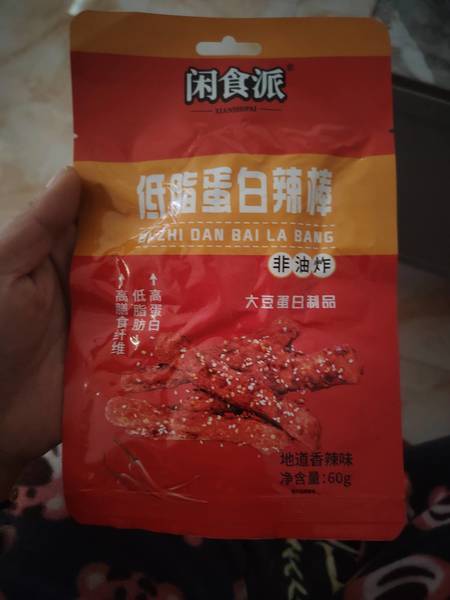 闲食派®
XIANSHIPAI
低脂蛋白辣棒
DI ZHI DAN BAI LA BANG
非油炸
大豆蛋白制品
高蛋白
低脂肪
高膳食纤维
地道香辣味
净含量:60g